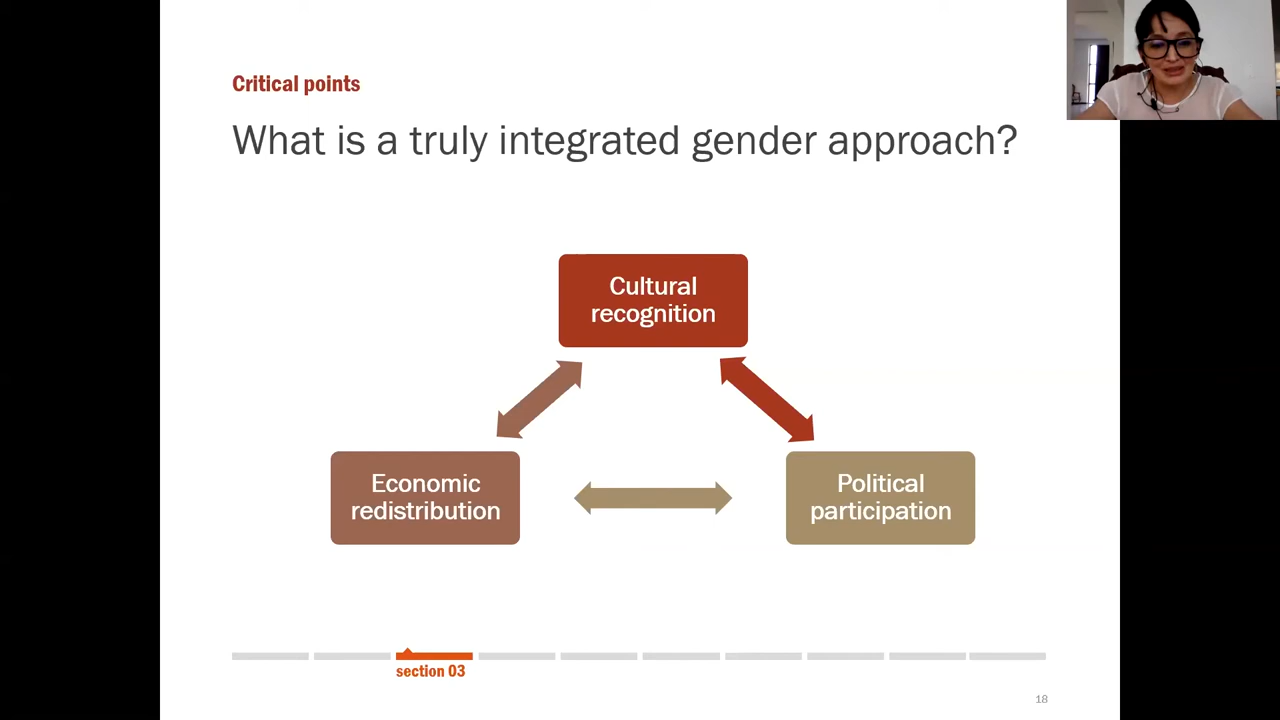 Critical points
What is a truly integrated gender approach?
Cultural
recognition
Economic
redistribution
Political
participation
section 03
18